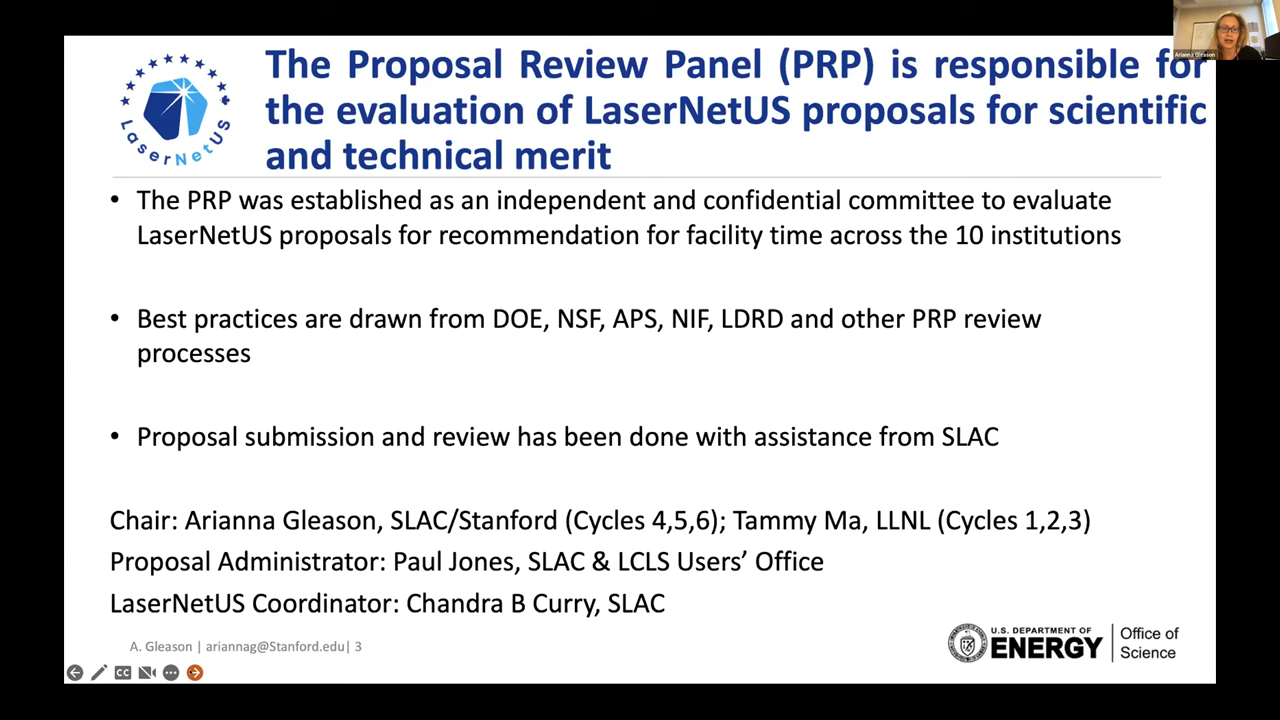 Arianna Gleason
The Proposal Review Panel (PRP) is responsible for
the evaluation of LaserNetUS proposals for scientific
and technical merit
LaserNetUS
• The PRP was established as an independent and confidential committee to evaluate
LaserNetUS proposals for recommendation for facility time across the 10 institutions
• Best practices are drawn from DOE, NSF, APS, NIF, LDRD and other PRP review
processes
• Proposal submission and review has been done with assistance from SLAC
Chair: Arianna Gleason, SLAC/Stanford (Cycles 4,5,6); Tammy Ma, LLNL (Cycles 1,2,3)
Proposal Administrator: Paul Jones, SLAC & LCLS Users’ Office
LaserNetUS Coordinator: Chandra B Curry, SLAC
A. Gleason | ariannag@Stanford.edu| 3
U.S. DEPARTMENT OF
ENERGY
Office of
Science
CC